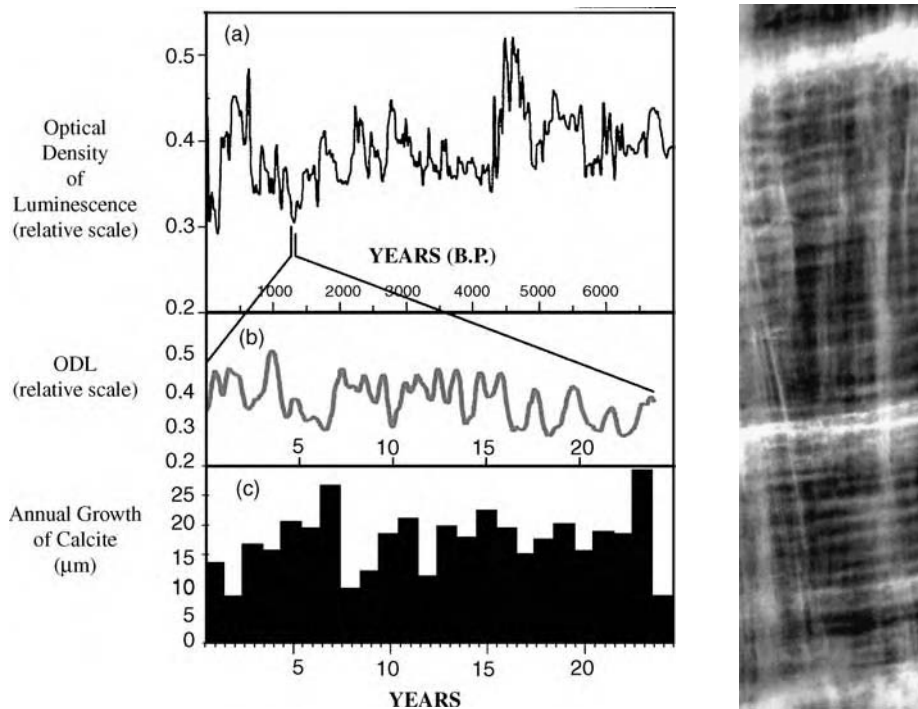 (a)
0.5
0.4
0.3
0.2
Optical
Density
of
Luminescence
(relative scale)
YEARS (B.P.)
1000 2000 3000 4000 5000 6000
(b)
ODL
(relative scale)
0.5
0.4
0.3
0.2
5 10 15 20
(c)
Annual Growth
of Calcite
(μm)
25
20
15
10
5
0
5 10 15 20
YEARS